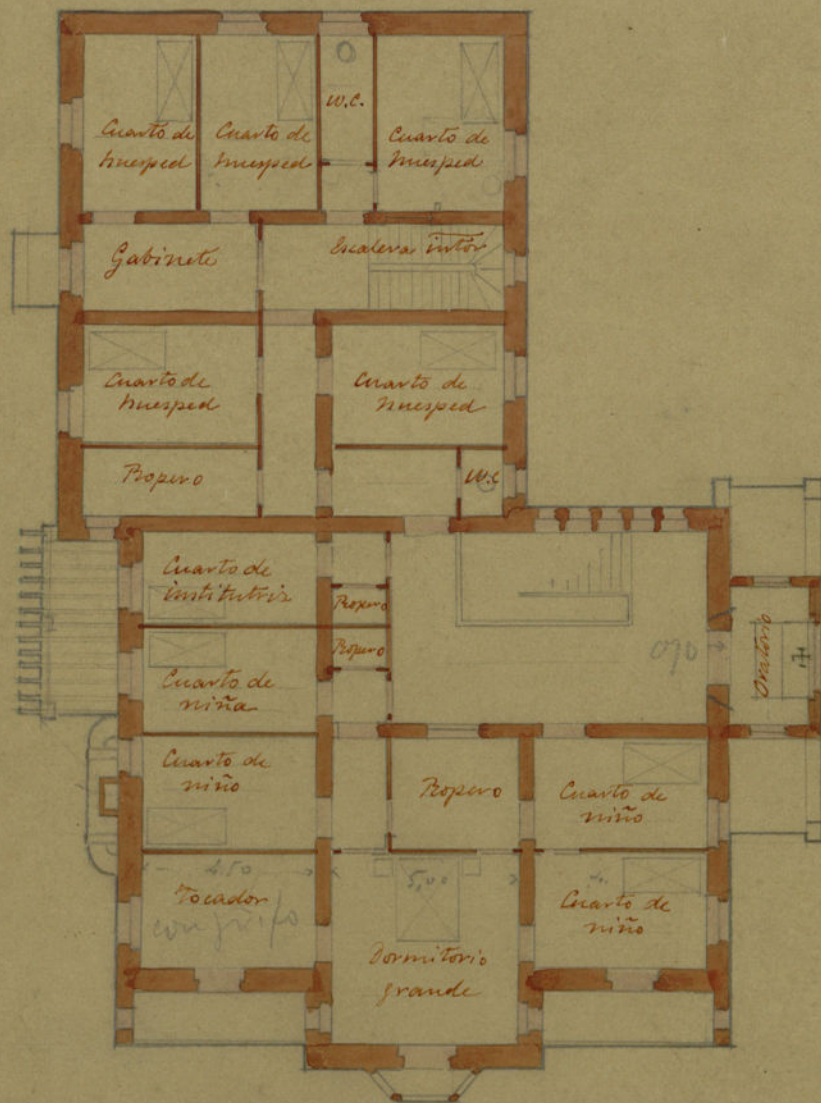 Cuarto de
huesped
Cuarto de
huesped
W.C.
Cuarto de
huesped
Gabinete
Escalera intor
Cuarto de
huesped
Cuarto de
huesped
Ropero
W.C
Cuarto de
institutriz
Ropero
Ropero
Cuarto de
niña
Oratorio
Cuarto de
niño
Ropero
Cuarto de
niño
4.50
5,00
Tocador
con grifo
Cuarto de
niño
Dormitorio
grande